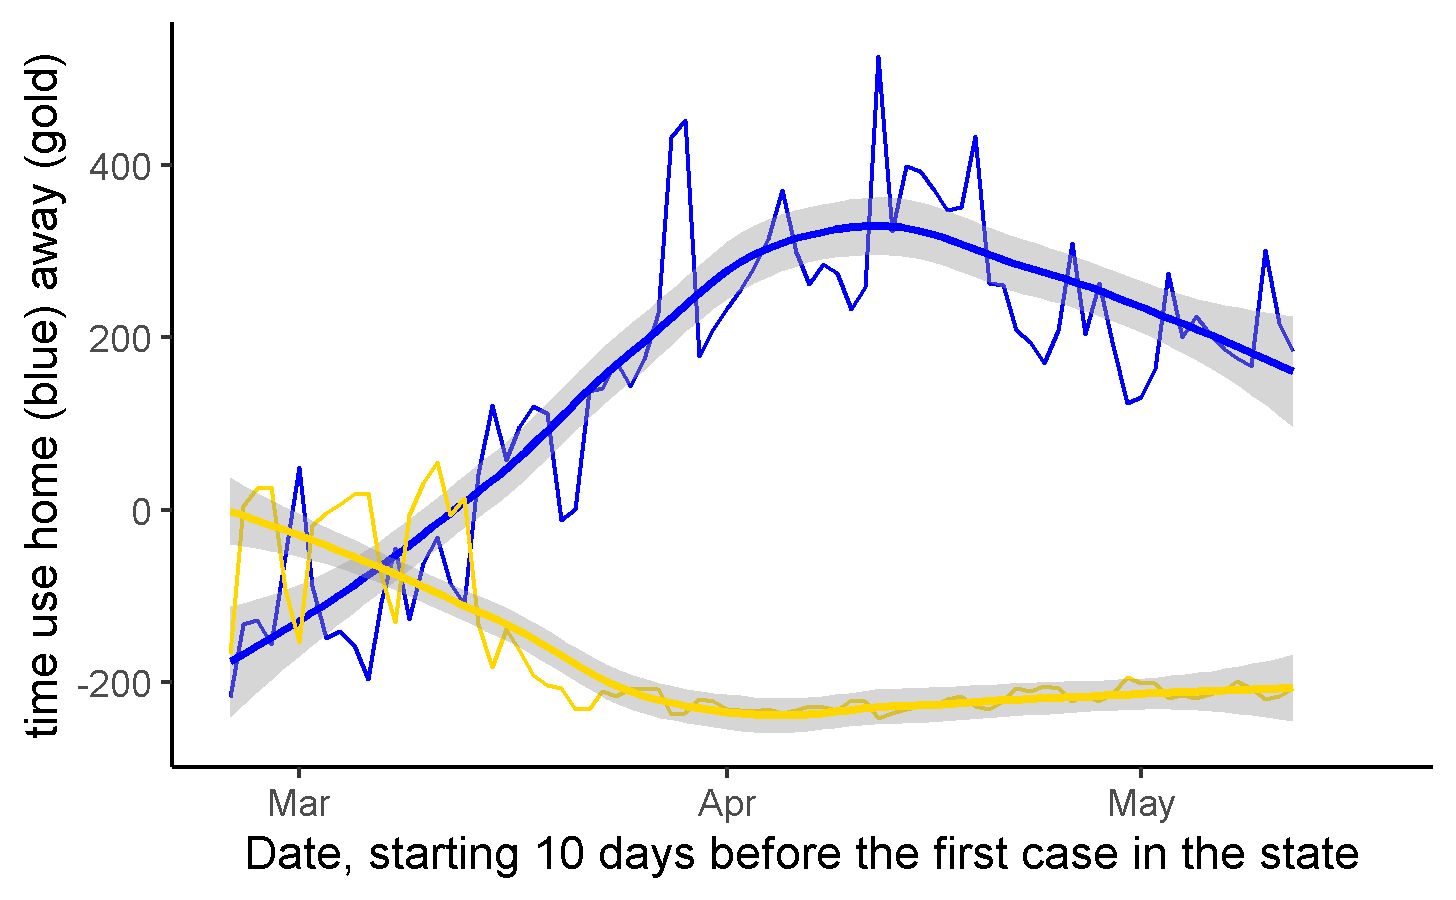 time use home (blue) away (gold)
400
200
0
-200
Mar Apr May
Date, starting 10 days before the first case in the state